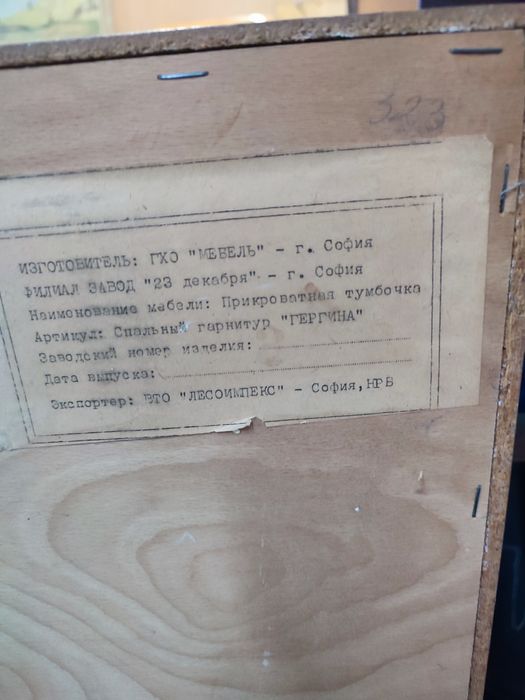 323
ИЗГОТОВИТЕЛЬ: ГХО "МЕБЕЛЬ" - г. София
ФИЛИАЛ ЗАВОД "23 декабря" - г. София
Наимонование мебели: Прикроватная тумбочка
Артикул: Спальный гарнитур "ГЕРГИНА"
Заводский номер изделия:
Дата выпуска:
Экспортер: ВТО "ЛЕСОИМПЕКС" - София, НРБ